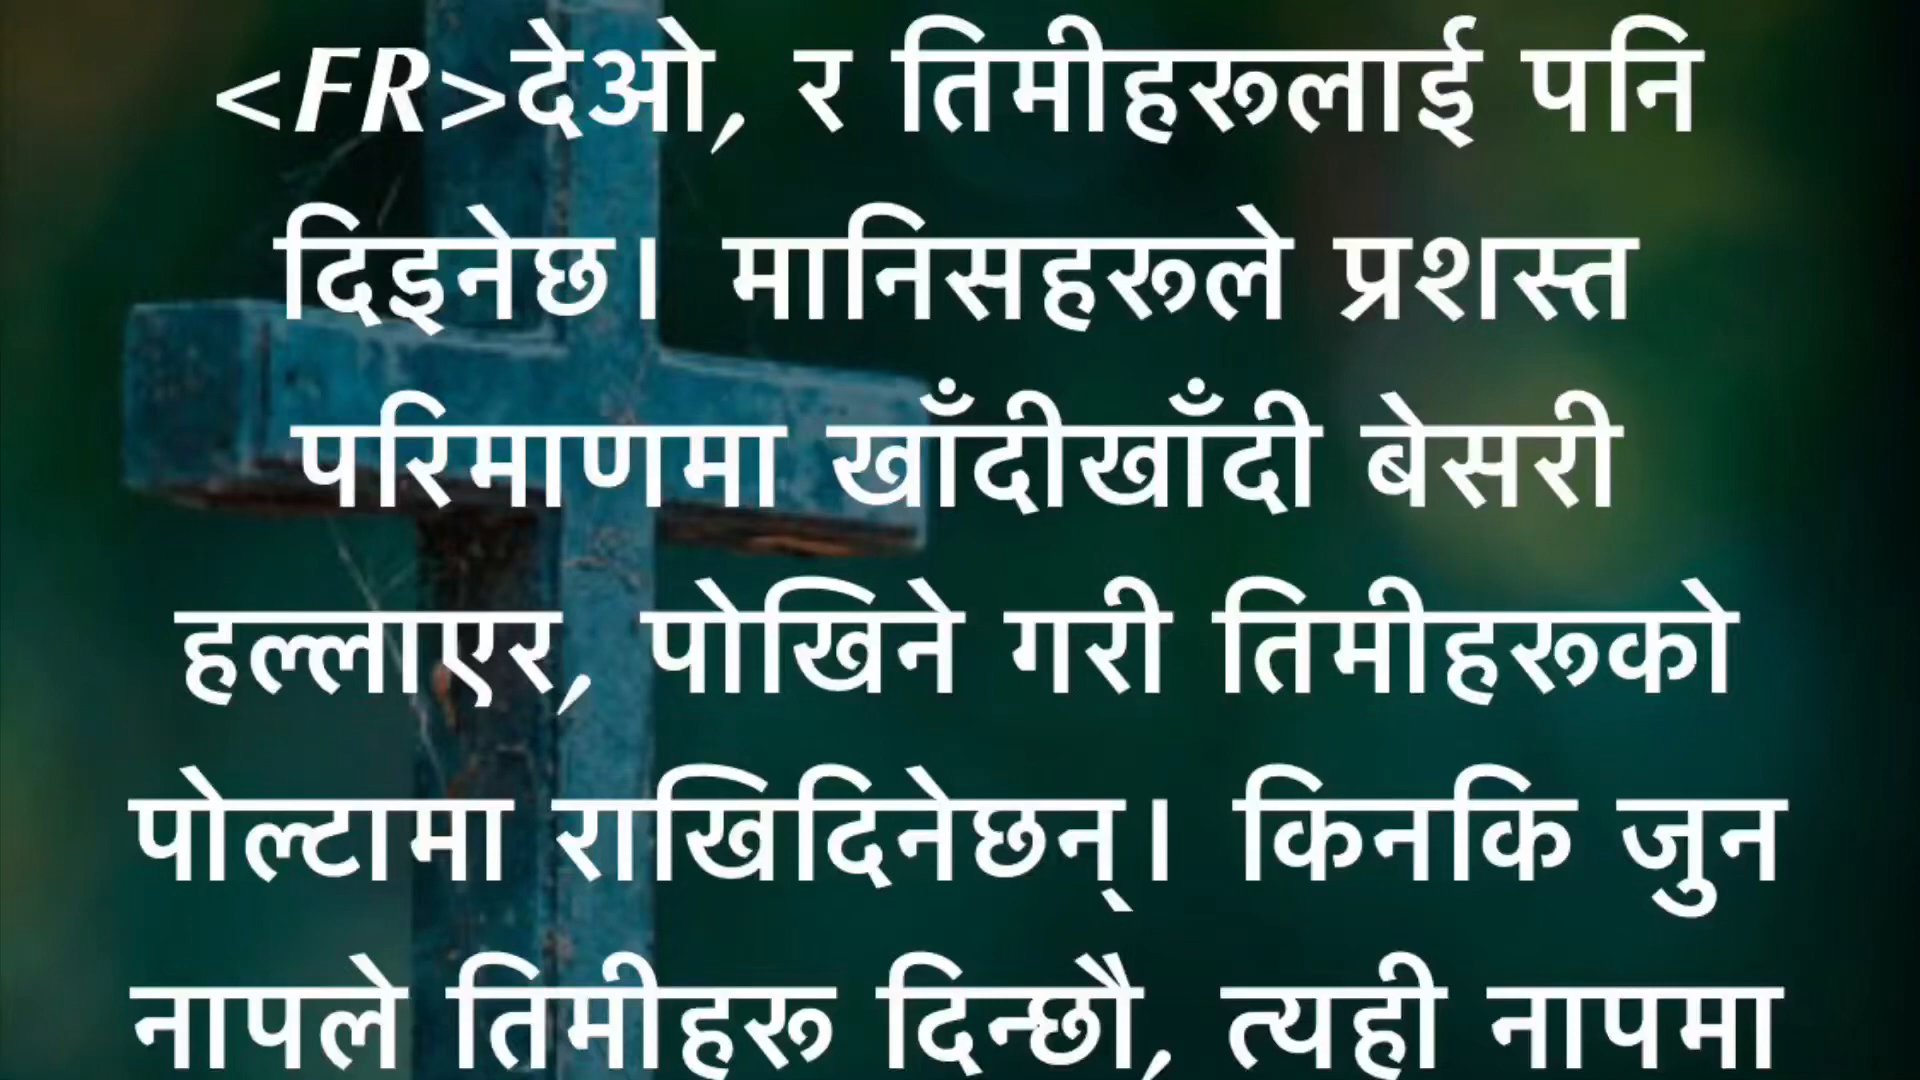 <FR>देओ, र तिमीहरूलाई पनि
दिइनेछ। मानिसहरूले प्रशस्त
परिमाणमा खाँदीखाँदी बेसरी
हल्लाएर, पोखिने गरी तिमीहरूको
पोल्टामा राखिदिनेछन्। किनकि जुन
नापले तिमीहरू दिन्छौ, त्यही नापमा